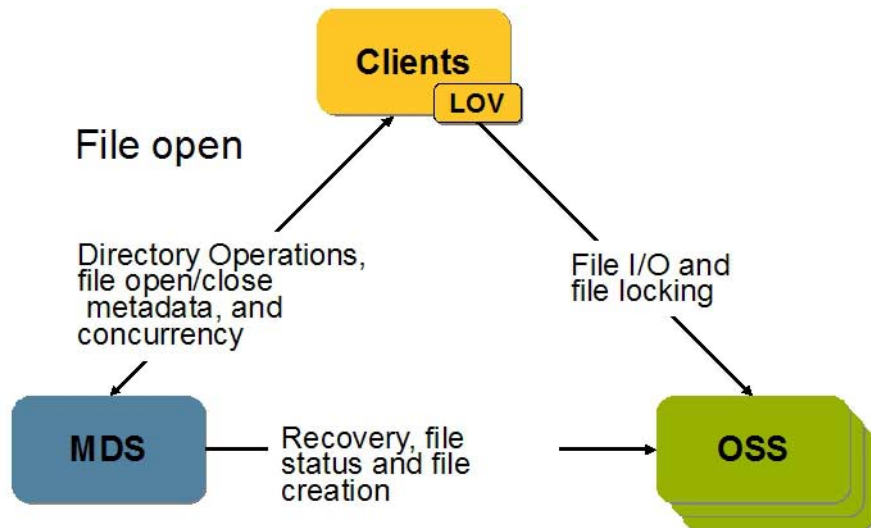 Clients
LOV
File open
Directory Operations,
file open/close
metadata, and
concurrency
File I/O and
file locking
MDS
Recovery, file
status and file
creation
OSS